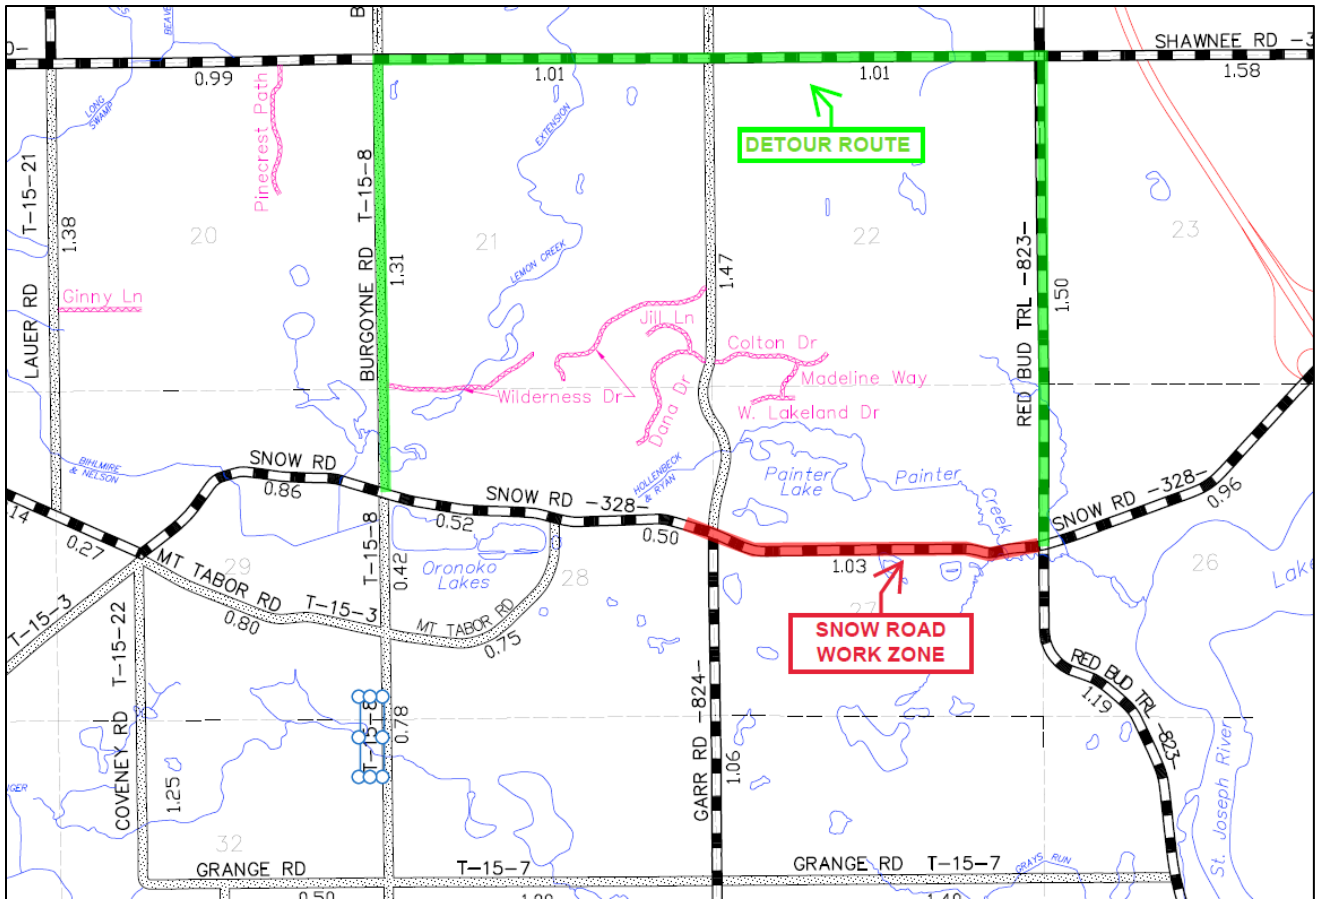 B
BEAVE
0-
SHAWNEE RD -3
0.99
1.01
1.01
1.58
LONG
SWAMP
Pinecrest Path
EXTENSION
DETOUR ROUTE
LAUER RD T-15-21
1.38
BURGOYNE RD T-15-8
1.31
20
21
22
23
LEMON CREEK
1.47
RED BUD TRL -823-
1.50
Ginny Ln
Jill Ln
Colton Dr
Wilderness Dr
Dana Dr
Madeline Way
W. Lakeland Dr
BIHLMIRE
& NELSON
SNOW RD
0.86
SNOW RD -328-
0.52
0.50
HOLLENBECK
& RYAN
Painter
Lake
Painter
Creek
SNOW RD -328-
0.96
14
0.27
MT TABOR RD
T-15-3
0.80
29
T-15-8
0.42
Oronoko
Lakes
28
MT TABOR RD
0.75
1.03
27
26
Lake
SNOW ROAD
WORK ZONE
T-15-3
COVENEY RD T-15-22
1.25
T-15-8
0.78
GARR RD -824-
1.06
RED BUD TRL -823-
1.19
St. Joseph River
IGER
32
GRANGE RD
T-15-7
GRANGE RD T-15-7
GRAYS RUN
0.50